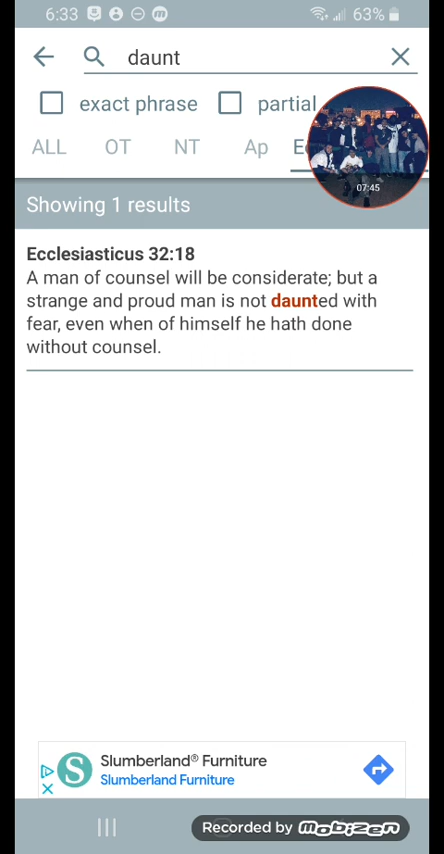 6:33 63%
daunt
exact phrase partial
ALL OT NT Ap
07:45
Showing 1 results
Ecclesiasticus 32:18
A man of counsel will be considerate; but a
strange and proud man is not daunted with
fear, even when of himself he hath done
without counsel.
S
Slumberland® Furniture
Slumberland Furniture
Recorded by mobizen